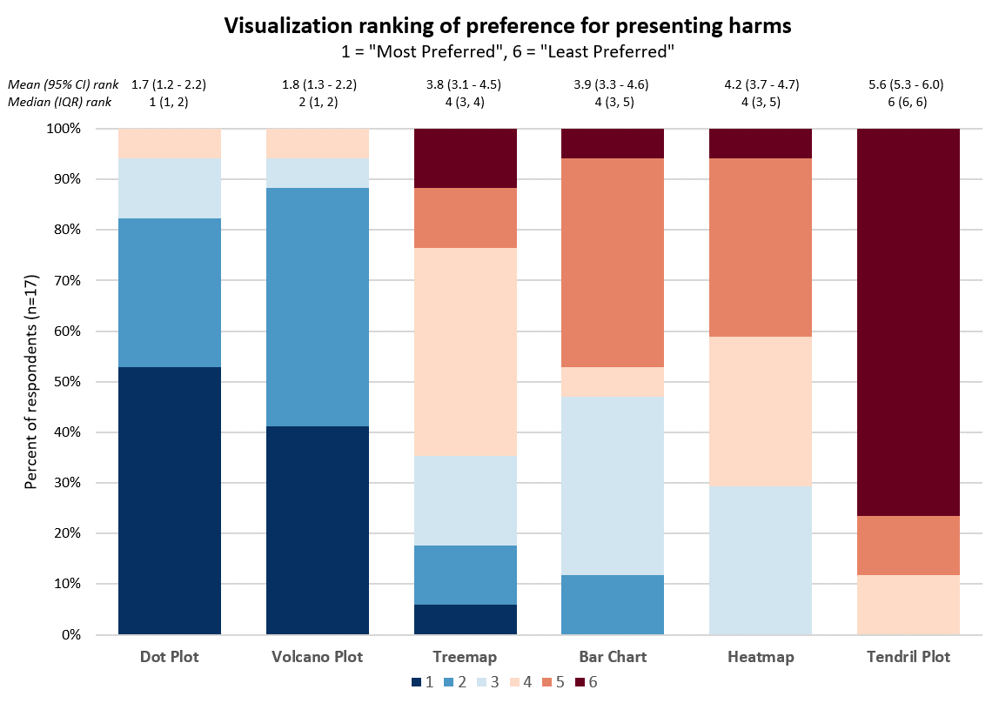 Visualization ranking of preference for presenting harms
1 = "Most Preferred", 6 = "Least Preferred"
Mean (95% CI) rank 1.7 (1.2 - 2.2) 1.8 (1.3 - 2.2) 3.8 (3.1 - 4.5) 3.9 (3.3 - 4.6) 4.2 (3.7 - 4.7) 5.6 (5.3 - 6.0)
Median (IQR) rank 1 (1, 2) 2 (1, 2) 4 (3, 4) 4 (3, 5) 4 (3, 5) 6 (6, 6)
Percent of respondents (n=17)
100%
90%
80%
70%
60%
50%
40%
30%
20%
10%
0%
Dot Plot Volcano Plot Treemap Bar Chart Heatmap Tendril Plot
1 2 3 4 5 6